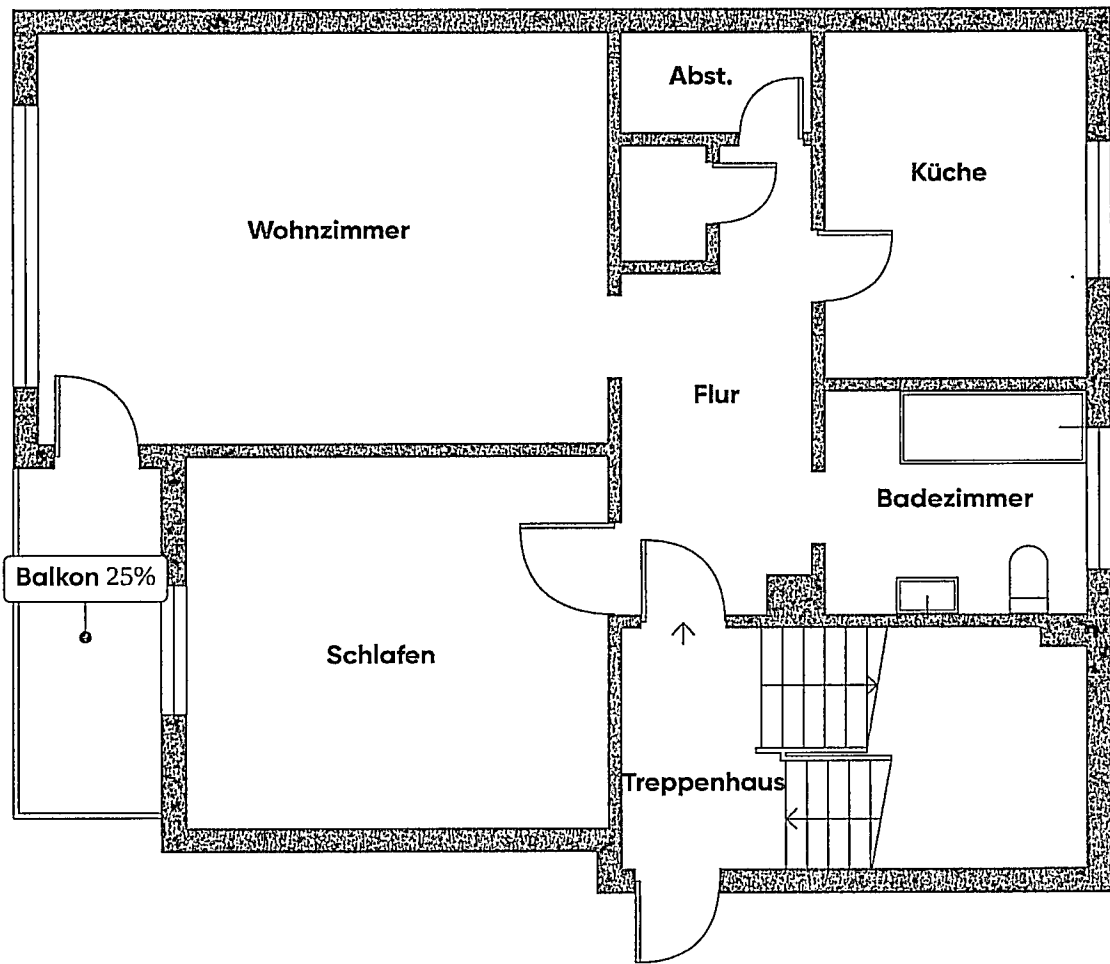 Abst.
Küche
Wohnzimmer
Flur
Badezimmer
Balkon 25%
Schlafen
Treppenhaus